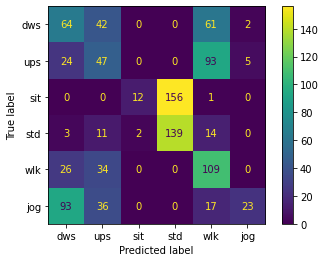 dws 64 42 0 0 61 2
ups 24 47 0 0 93 5
sit 0 0 12 156 1 0
std 3 11 2 139 14 0
wlk 26 34 0 0 109 0
jog 93 36 0 0 17 23
dws ups sit std wlk jog
Predicted label
True label
140
120
100
80
60
40
20
0